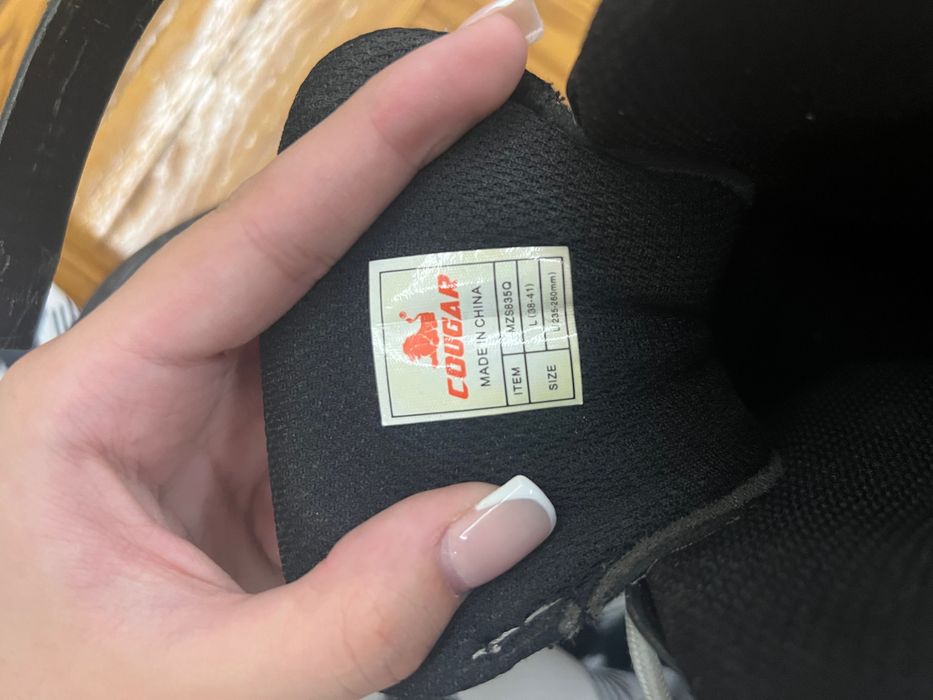 COUGAR
MADE IN CHINA
ITEM MZS835Q
SIZE L (38-41)
L( 235-260mm)